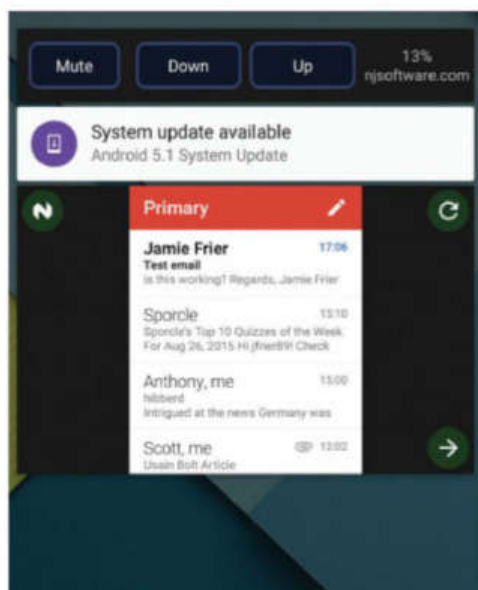 Mute
Down
Up
13%
njsoftware.com
System update available
Android 5.1 System Update
Primary
Jamie Frier
17:06
Test email
Is this working? Regards, Jamie Frier
Sporcle
15:10
Sporcle's Top 10 Quizzes of the Week
For Aug 26, 2015 Hi jfrier89! Check
Anthony, me
15:00
hibberd
Intrigued at the news Germany was
Scott, me
13:02
Usain Bolt Article